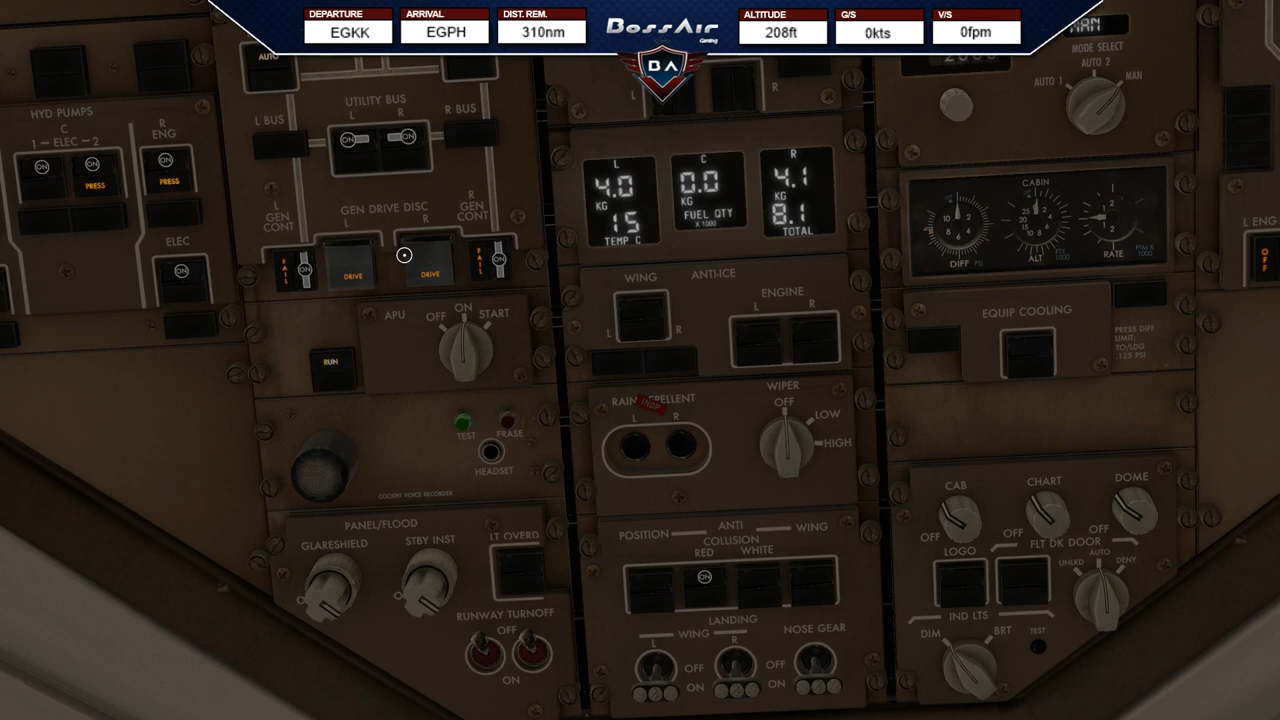 DEPARTURE
EGKK
ARRIVAL
EGPH
DIST. REM.
310nm
BossAir
Gaming
BA
ALTITUDE
208ft
G/S
0kts
V/S
0fpm
AUTO
L
R
MAN
MODE SELECT
AUTO 2
AUTO 1
MAN
HYD PUMPS
C
1 — ELEC — 2
R
ENG
ON
ON
PRESS
ON
PRESS
ELEC
ON
UTILITY BUS
L
R
L BUS
R BUS
ON
ON
L
GEN
CONT
GEN DRIVE DISC
L
R
R
GEN
CONT
FAIL
ON
DRIVE
DRIVE
FAIL
ON
APU
OFF
ON
START
RUN
TEST
ERASE
HEADSET
COCKPIT VOICE RECORDER
PANEL/FLOOD
GLARESHIELD
STBY INST
LT OVERD
RUNWAY TURNOFF
OFF
ON
L
4.0
KG
15
TEMP C
C
0.0
KG
FUEL QTY
X 1000
R
4.1
KG
8.1
TOTAL
WING
ANTI-ICE
ENGINE
L
R
L
R
RAIN REPELLENT
INOP
L
R
WIPER
OFF
LOW
HIGH
POSITION
ANTI
COLLISION
WING
RED
WHITE
ON
LANDING
WING
L
R
NOSE GEAR
OFF
ON
OFF
ON
CABIN
DIFF PSI
ALT
FEET X
1000
RATE
FPM X
1000
EQUIP COOLING
PRESS DIFF
LIMIT:
TO/LDG
.125 PSI
L ENG
OFF
CAB
CHART
DOME
OFF
OFF
OFF
LOGO
FLT DK DOOR
UNLKD
AUTO
DENY
IND LTS
DIM
BRT
TEST